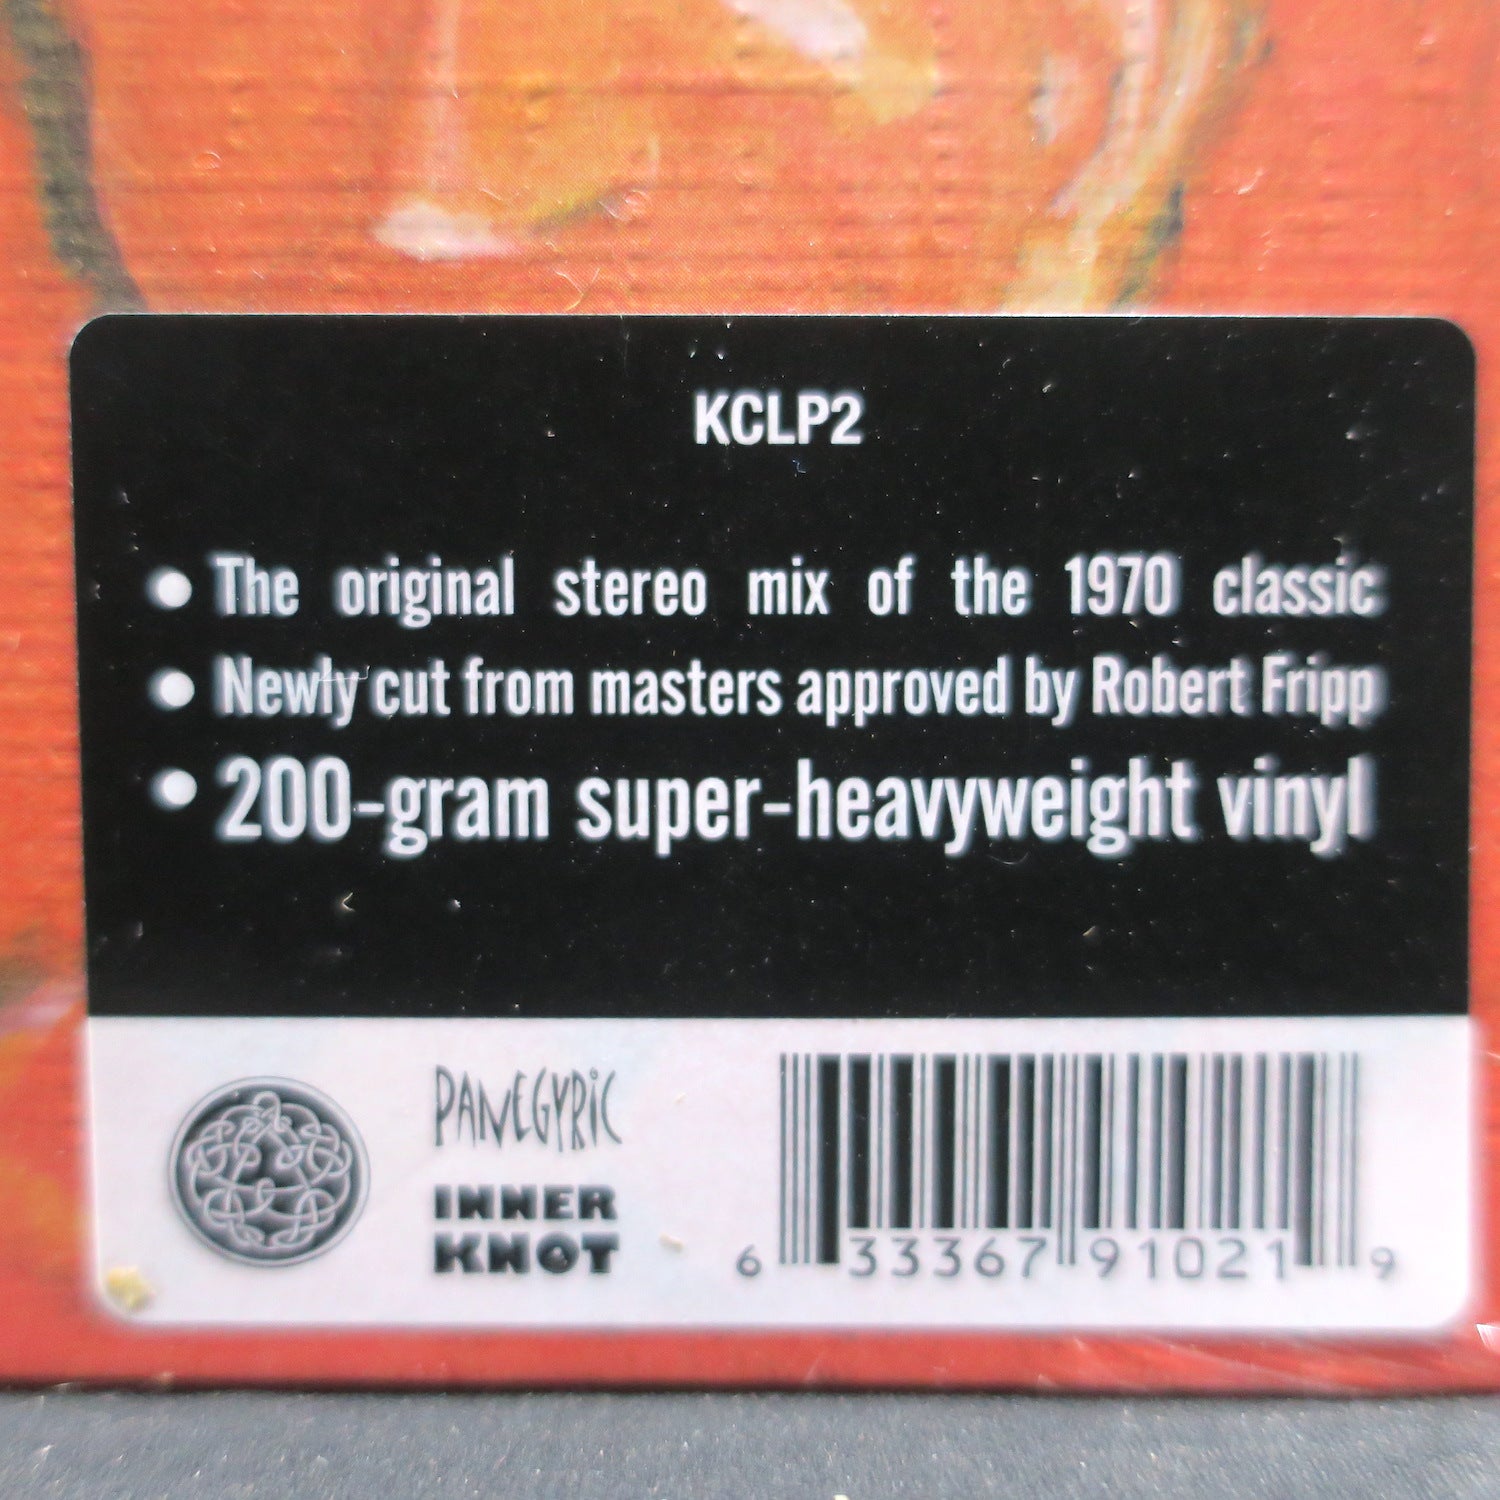 KCLP2
• The original stereo mix of the 1970 classic
• Newly cut from masters approved by Robert Fripp
• 200-gram super-heavyweight vinyl
PANEGYRiC
INNER
KNOT
6 33367 91021 9